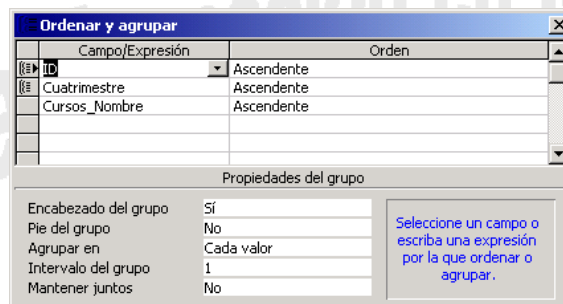 Ordenar y agrupar
Campo/Expresión Orden
ID Ascendente
Cuatrimestre Ascendente
Cursos_Nombre Ascendente
Propiedades del grupo
Encabezado del grupo Sí
Pie del grupo No
Agrupar en Cada valor
Intervalo del grupo 1
Mantener juntos No
Seleccione un campo o
escriba una expresión
por la que ordenar o
agrupar.